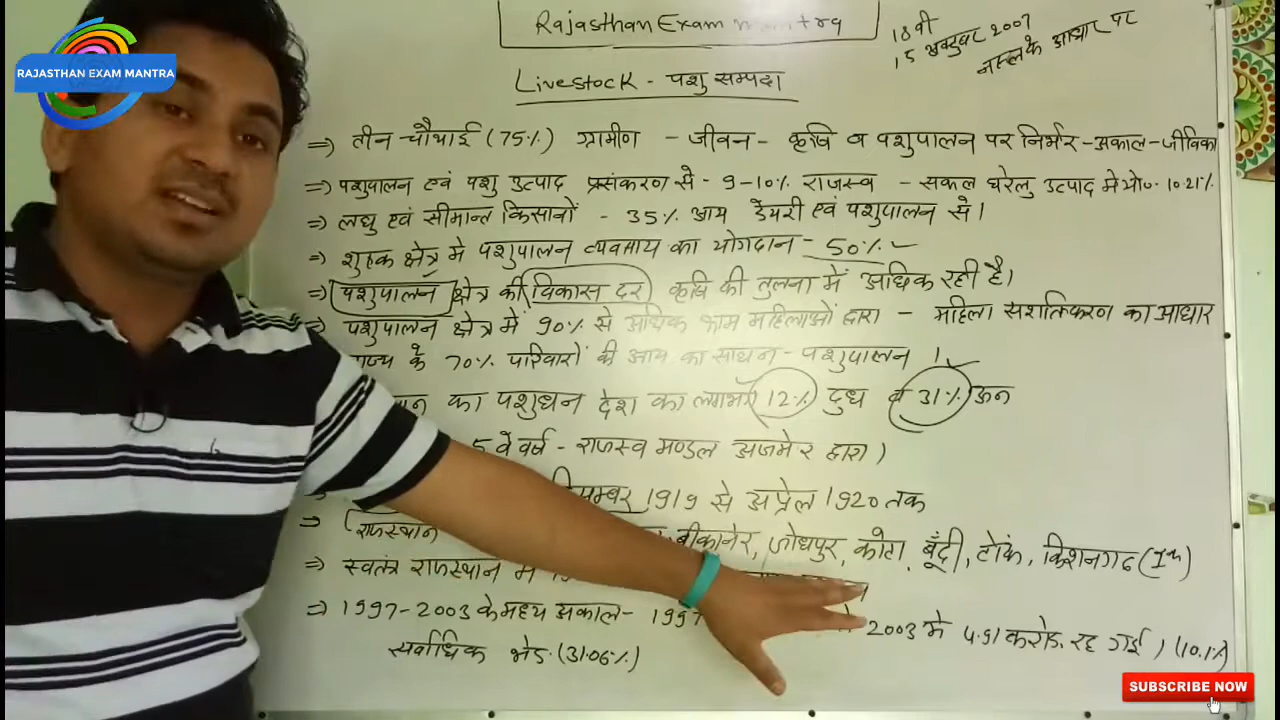 Rajasthan Exam Mantra
18वी
15 अक्टूबर 2007
नस्ल के आधार पर
RAJASTHAN EXAM MANTRA
Livestock - पशु सम्पदा
⇒ तीन-चौथाई (75%) ग्रामीण - जीवन - कृषि व पशुपालन पर निर्भर - अकाल - जीविका
⇒ पशुपालन एवं पशु उत्पाद प्रसंकरण से - 9-10% राजस्व - सकल घरेलु उत्पाद मे यो० 10.21%
⇒ लघु एवं सीमान्त किसानों - 35% आय डेयरी एवं पशुपालन से।
⇒ शुष्क क्षेत्र मे पशुपालन व्यवसाय का योगदान - 50%
⇒ पशुपालन क्षेत्र की विकास दर कृषि की तुलना में अधिक रही है।
⇒ पशुपालन क्षेत्र में 90% से अधिक काम महिलाओं द्वारा - महिला सशक्तिकरण का आधार
राज्य के 70% परिवारों की आय का साधन - पशुपालन।
का पशुधन देश का लगभग 12% दुध व 31% ऊन
5 वे वर्ष - राजस्व मण्डल अजमेर द्वारा)
दिसम्बर 1919 से अप्रेल 1920 तक
⇒ राजस्थान बीकानेर, जोधपुर, कोटा, बूँदी, टोंक, किशनगढ (Ist)
⇒ स्वतंत्र राजस्थान में
⇒ 1997-2003 के मध्य अकाल - 1997 2003 मे 4.91 करोड. रह गई) (10.1%)
सर्वाधिक भेड. (31.06%)
SUBSCRIBE NOW